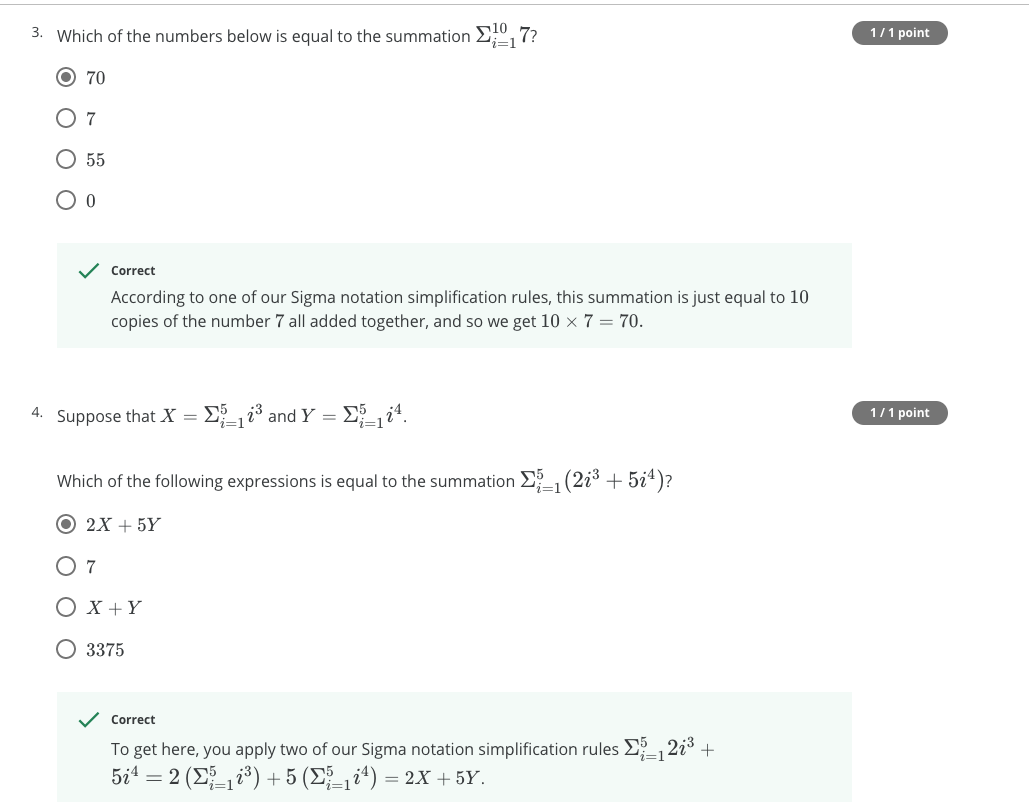 3. Which of the numbers below is equal to the summation $\Sigma_{i=1}^{10} 7$?
1 / 1 point
70
7
55
0
Correct
According to one of our Sigma notation simplification rules, this summation is just equal to 10
copies of the number 7 all added together, and so we get $10 \times 7 = 70$.
4. Suppose that $X = \Sigma_{i=1}^{5} i^3$ and $Y = \Sigma_{i=1}^{5} i^4$.
1 / 1 point
Which of the following expressions is equal to the summation $\Sigma_{i=1}^{5} (2i^3 + 5i^4)$?
$2X + 5Y$
7
$X + Y$
3375
Correct
To get here, you apply two of our Sigma notation simplification rules $\Sigma_{i=1}^{5} 2i^3 +$
$5i^4 = 2 (\Sigma_{i=1}^{5} i^3) + 5 (\Sigma_{i=1}^{5} i^4) = 2X + 5Y$.